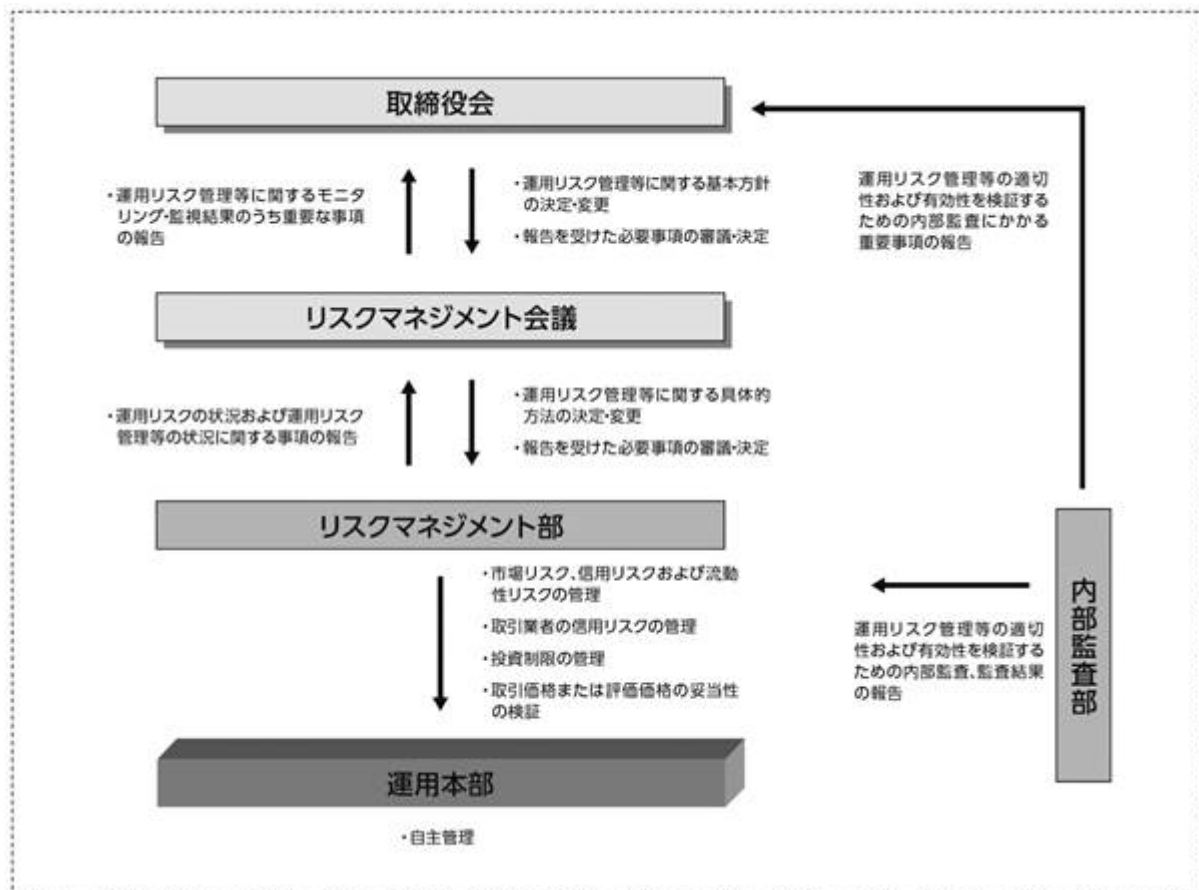 取締役会
・運用リスク管理等に関するモニタ
リング・監視結果のうち重要な事項
の報告
・運用リスク管理等に関する基本方針
の決定・変更
・報告を受けた必要事項の審議・決定
運用リスク管理等の適切
性および有効性を検証する
ための内部監査にかかる
重要事項の報告
リスクマネジメント会議
・運用リスクの状況および運用リスク
管理等の状況に関する事項の報告
・運用リスク管理等に関する具体的
方法の決定・変更
・報告を受けた必要事項の審議・決定
リスクマネジメント部
・市場リスク、信用リスクおよび流動
性リスクの管理
・取引業者の信用リスクの管理
・投資制限の管理
・取引価格または評価価格の妥当性
の検証
運用リスク管理等の適切
性および有効性を検証する
ための内部監査、監査結果
の報告
内部監査部
運用本部
・自主管理